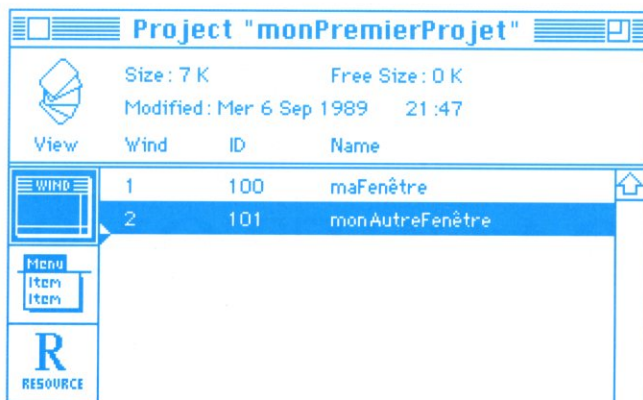 Project "monPremierProjet"
Size: 7 K Free Size: 0 K
Modified: Mer 6 Sep 1989 21:47
View Wind ID Name
WIND 1 100 maFenêtre
2 101 monAutreFenêtre
Menu
Item
Item
R
RESOURCE